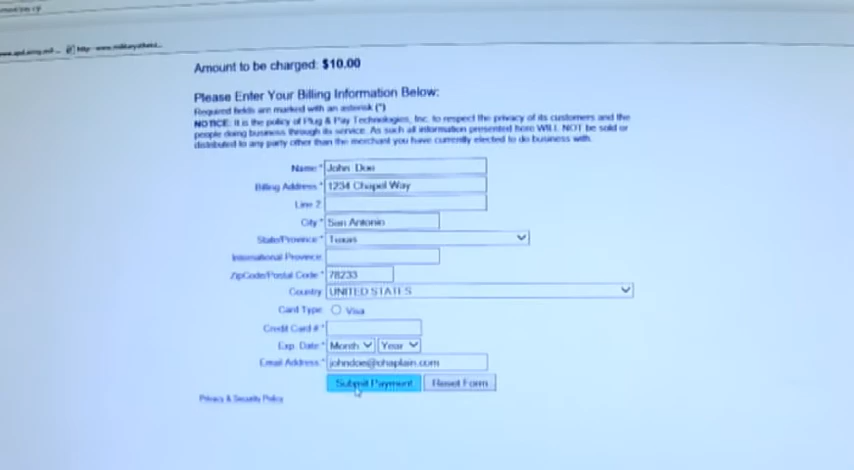 http://www.militaryatheist...
Amount to be charged: $10.00
Please Enter Your Billing Information Below:
Required fields are marked with an asterisk (*)
NOTICE: It is the policy of Plug & Pay Technologies, Inc. to respect the privacy of its customers and the
people doing business through its service. As such all information presented here WILL NOT be sold or
distributed to any party other than the merchant you have currently elected to do business with.
Name:* John Doe
Billing Address:* 1234 Chapel Way
Line 2:
City:* San Antonio
State/Province:* Texas
International Province:
ZipCode/Postal Code:* 78233
Country: UNITED STATES
Card Type: Visa
Credit Card #:*
Exp. Date:* Month Year
Email Address:* johndoe@chaplain.com
Submit Payment Reset Form
Privacy & Security Policy